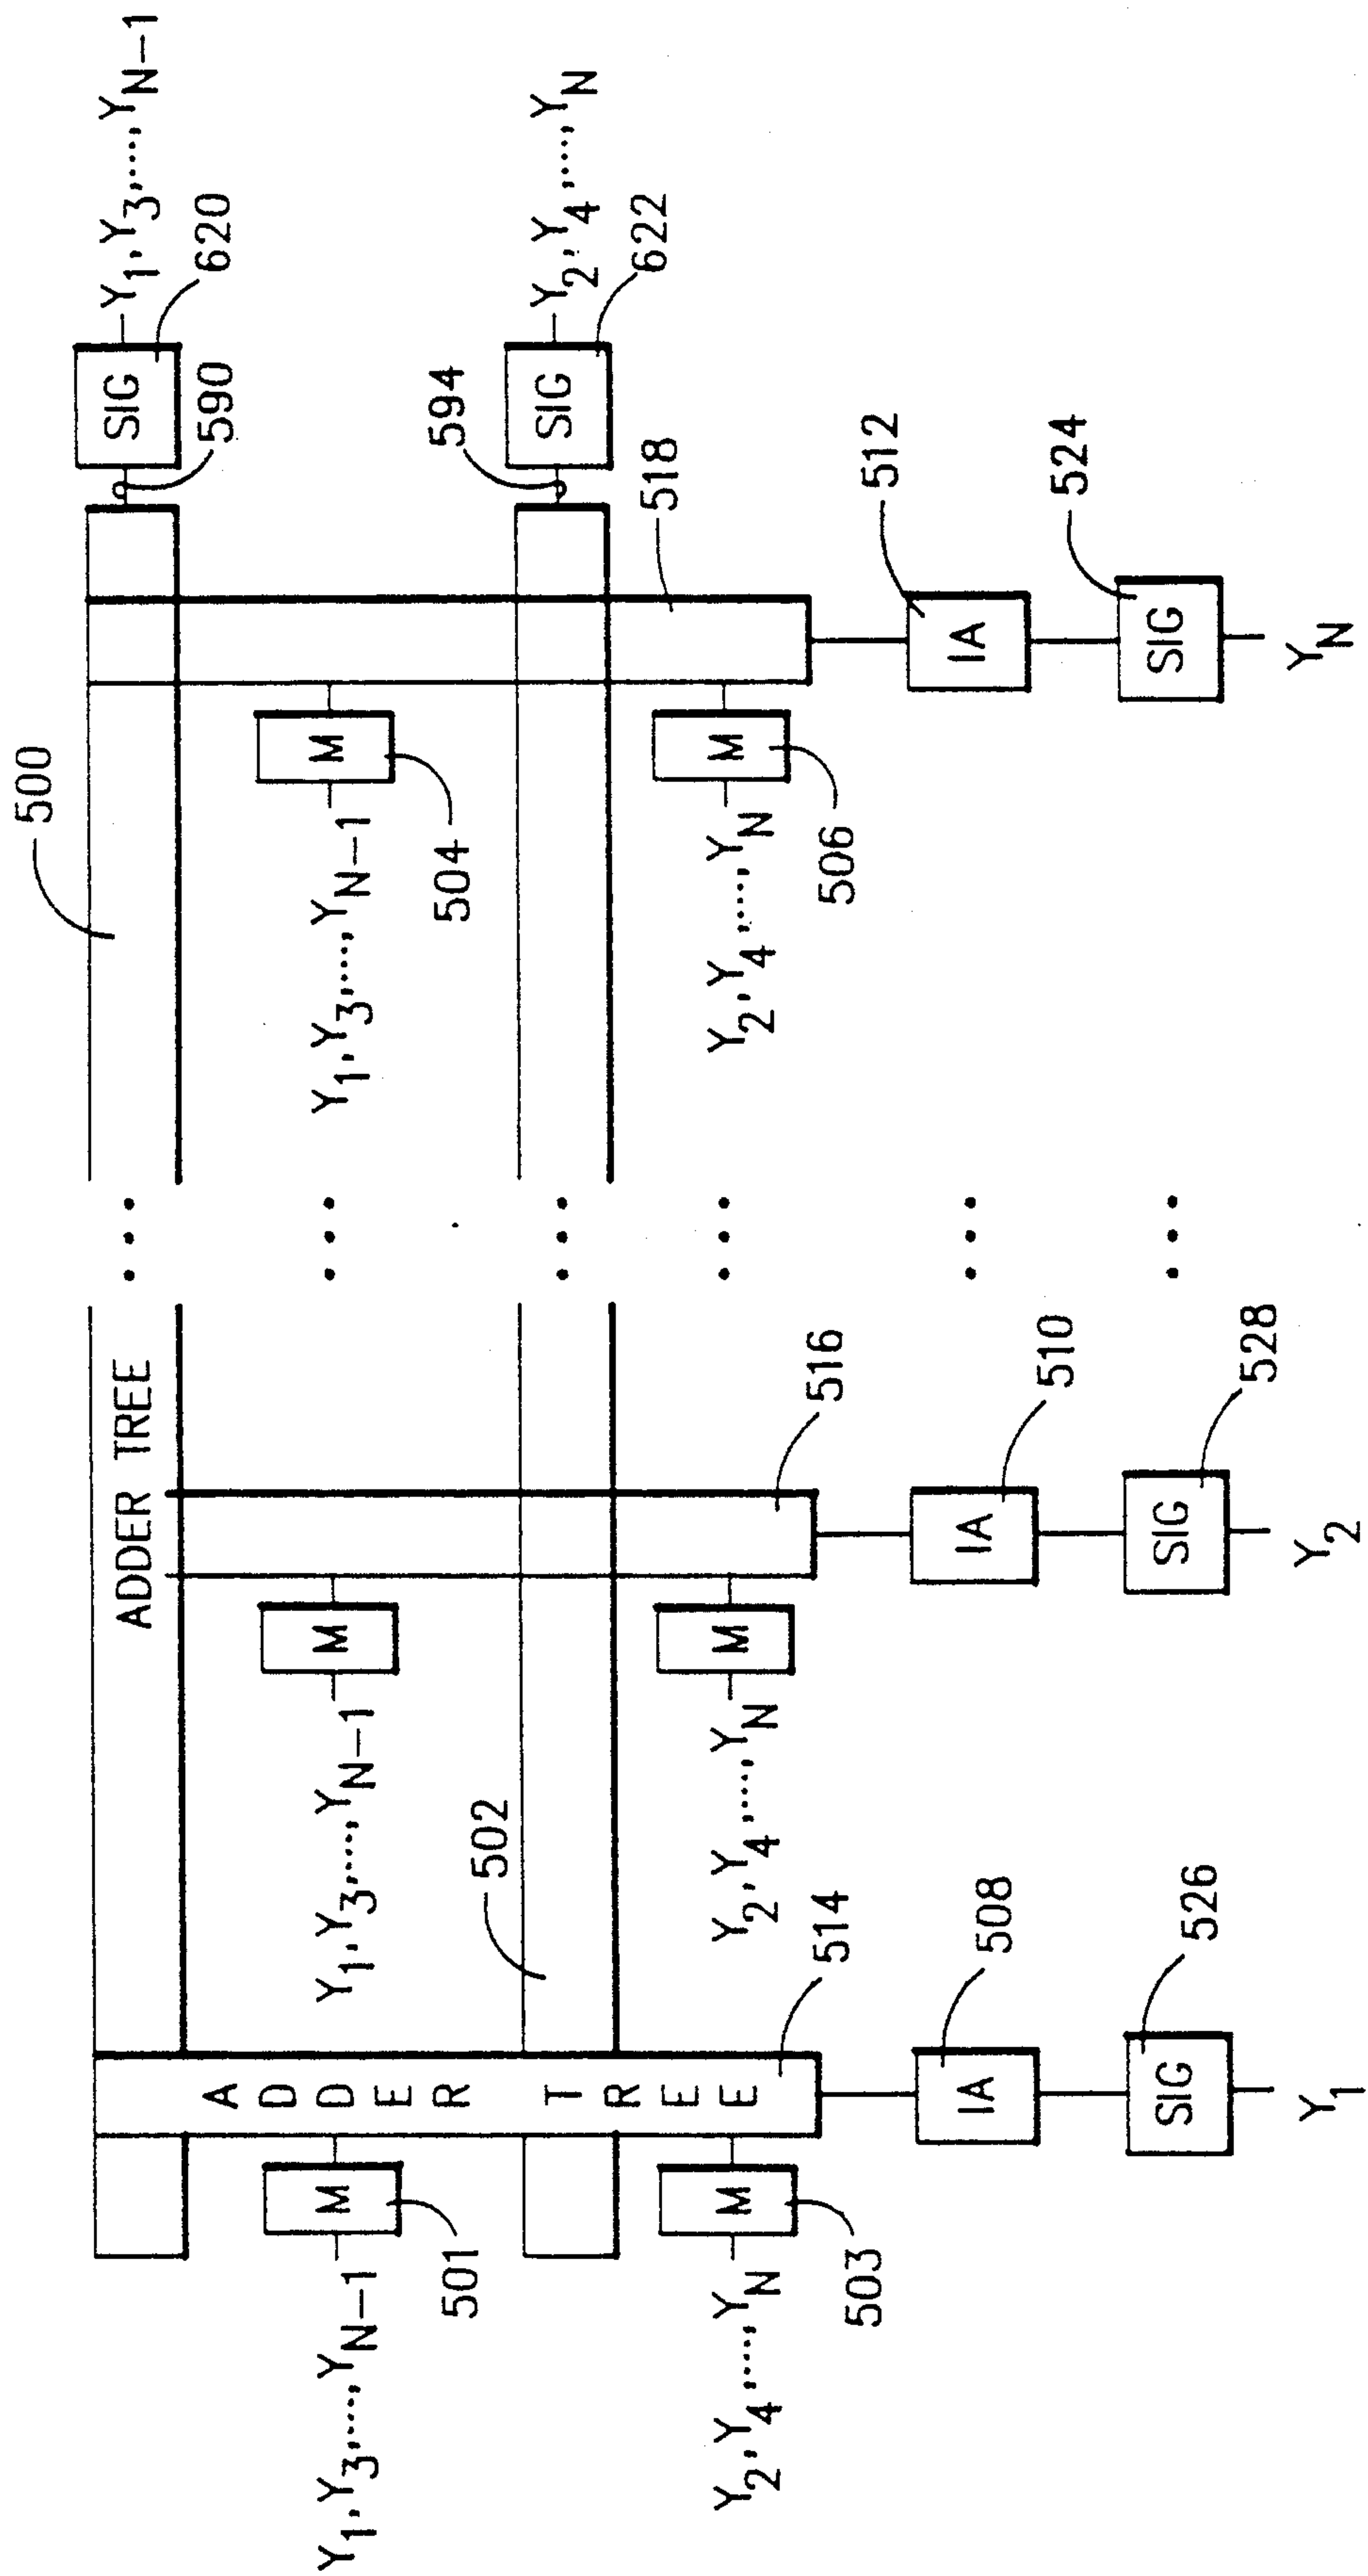 500
ADDER TREE
SIG
Y1,Y3,....,YN-1
590
620
Y1,Y3,....,YN-1
M
501
Y1,Y3,....,YN-1
M
Y1,Y3,....,YN-1
M
504
502
594
SIG
Y2,Y4,....,YN
622
ADDER TREE
Y2,Y4,....,YN
M
503
514
Y2,Y4,....,YN
M
516
Y2,Y4,....,YN
M
506
518
IA
508
IA
510
IA
512
SIG
526
SIG
528
SIG
524
Y1
Y2
YN